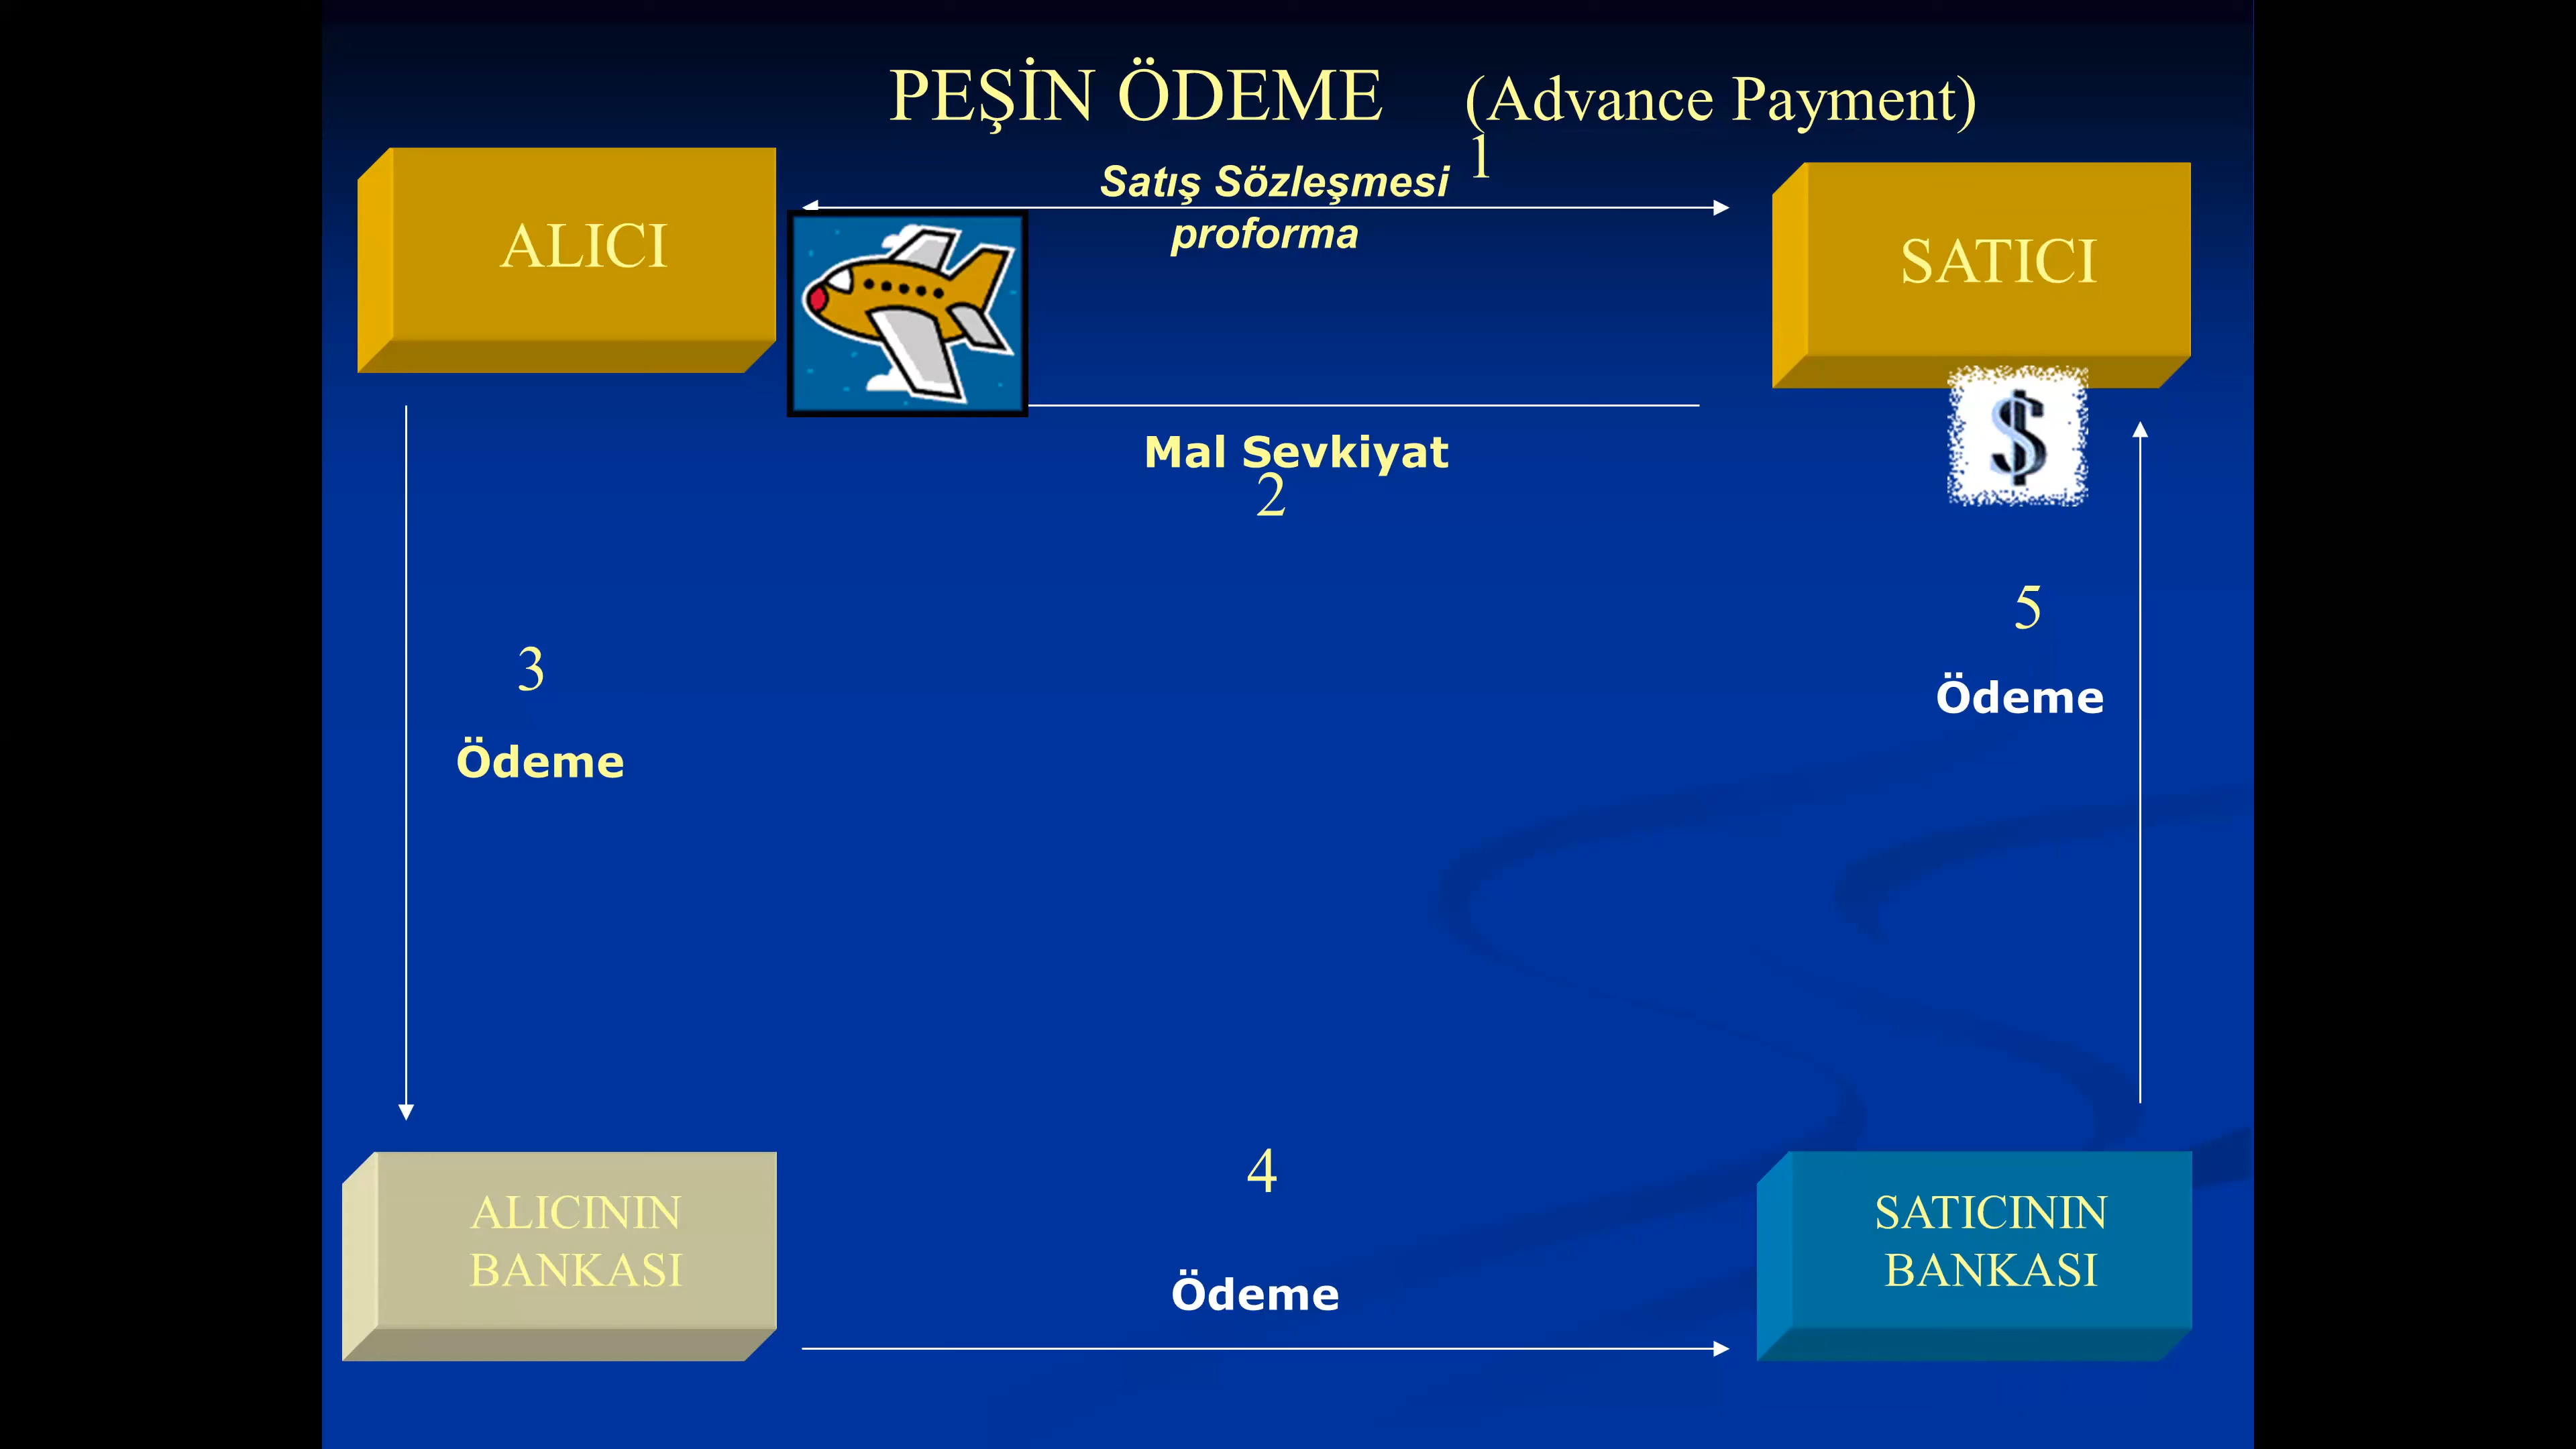 PEŞİN ÖDEME (Advance Payment)
1
Satış Sözleşmesi
proforma
ALICI
SATICI
$
Mal Sevkiyat
2
5
Ödeme
3
Ödeme
4
Ödeme
ALICININ
BANKASI
SATICININ
BANKASI